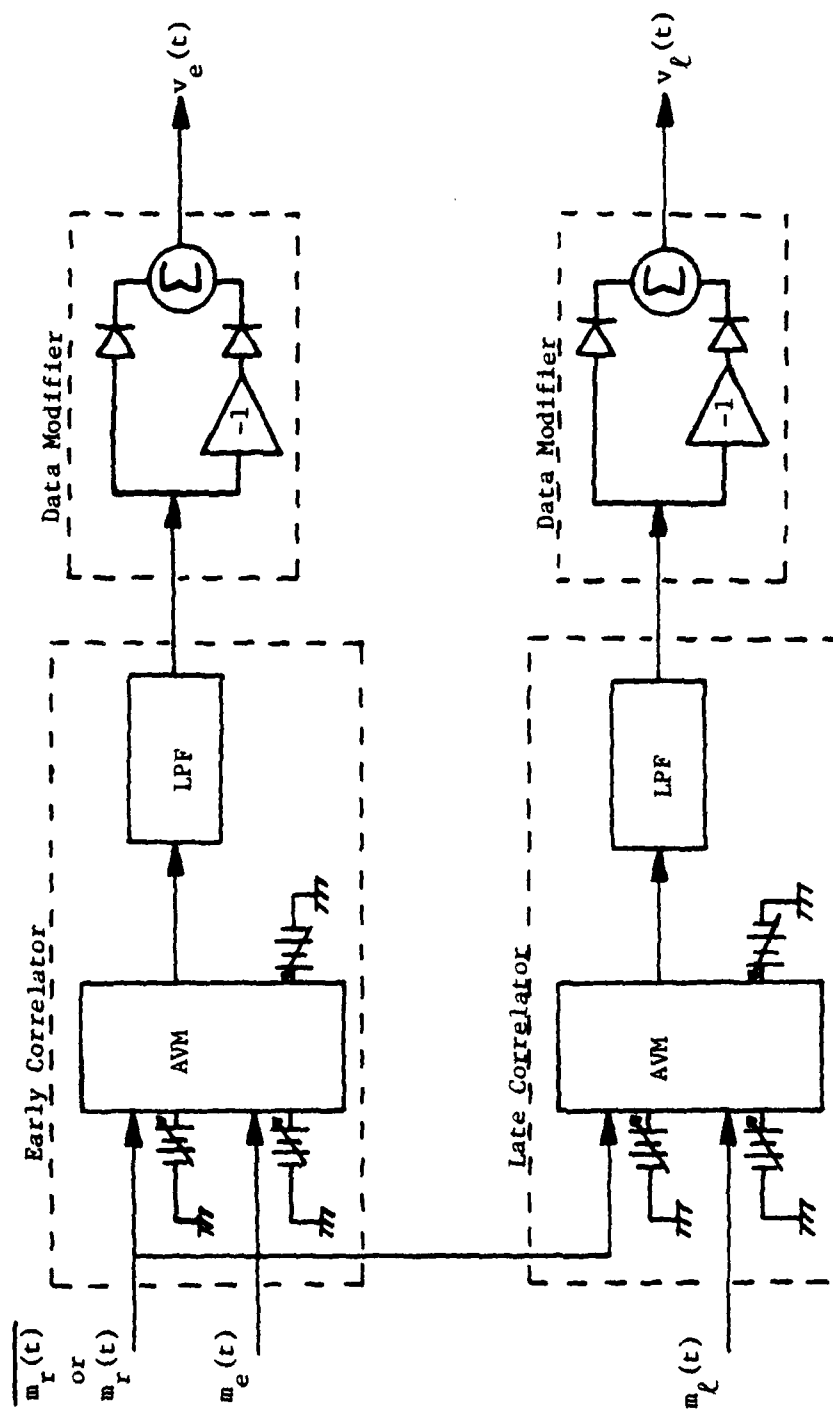 Early Correlator
Data Modifier
m_r(t)
or
m_r(t)
AVM
LPF
-1
Σ
v_e(t)
m_e(t)
Late Correlator
Data Modifier
AVM
LPF
-1
Σ
v_ℓ(t)
m_ℓ(t)